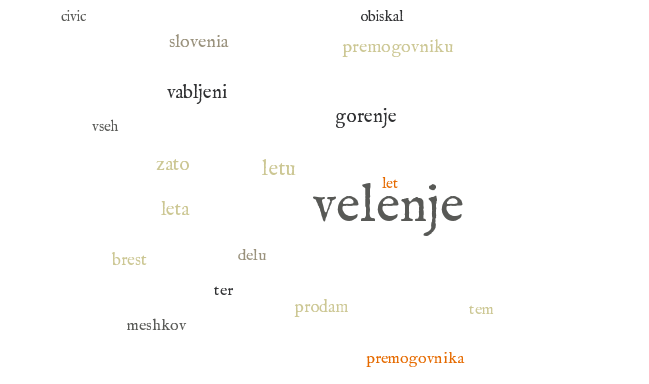 civic
obiskal
slovenia
premogovniku
vabljeni
gorenje
vseh
zato
letu
let
velenje
leta
brest
delu
ter
prodam
tem
meshkov
premogovnika